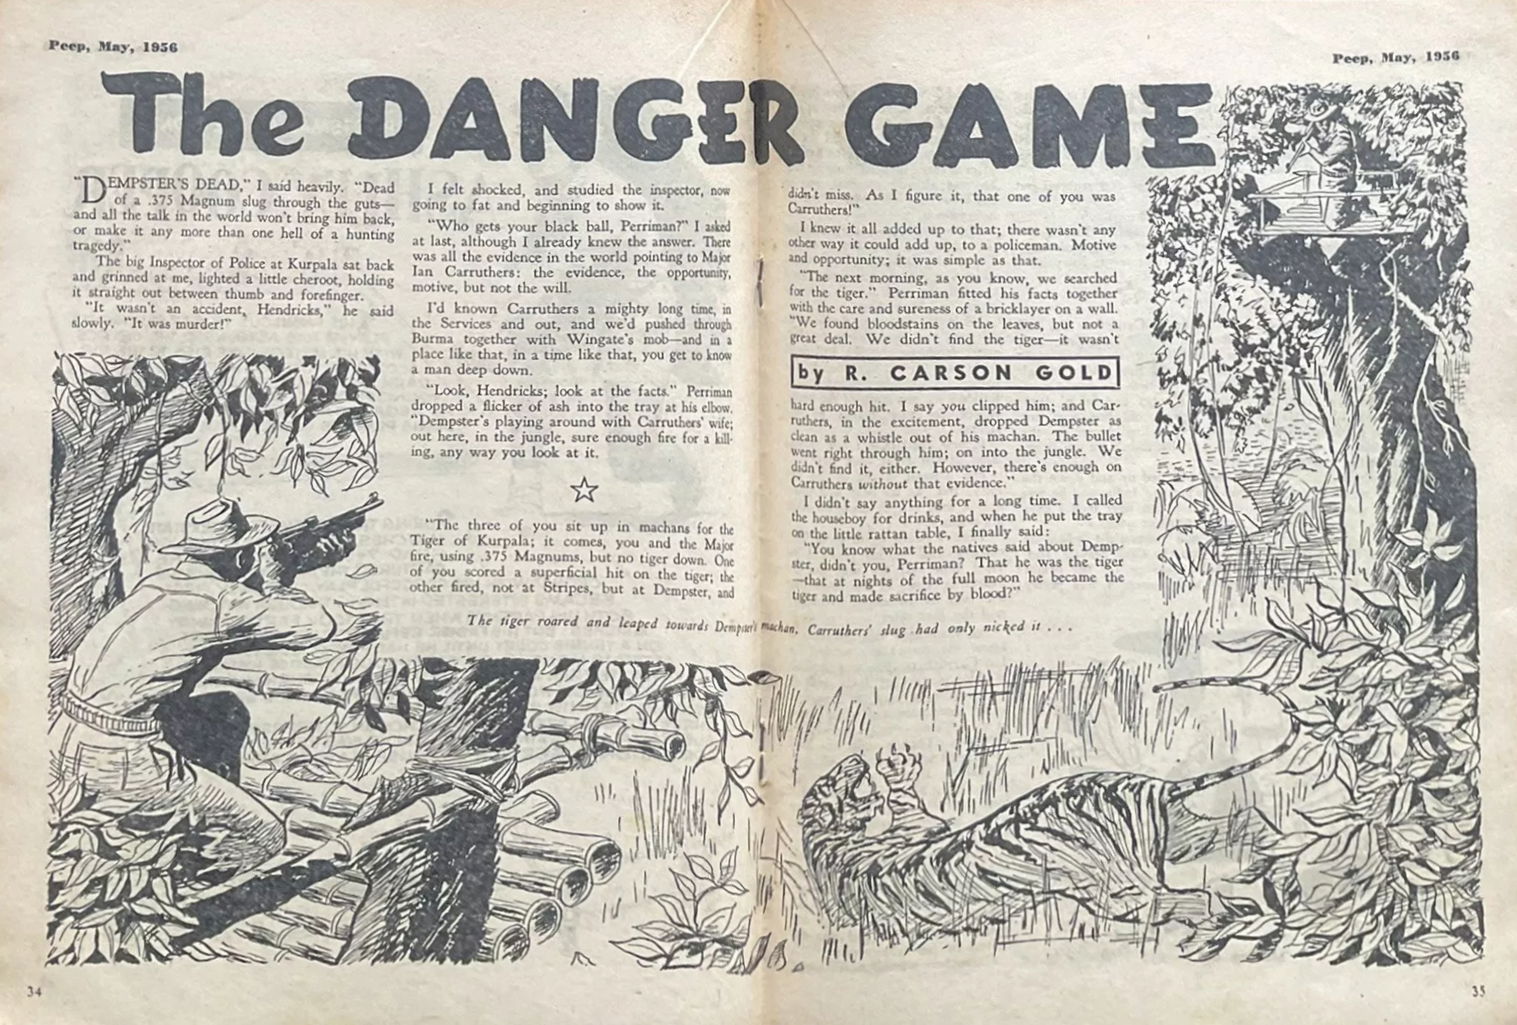 Peep, May, 1956
Peep, May, 1956
The DANGER GAME
"DEMPSTER'S DEAD," I said heavily. "Dead
of a .375 Magnum slug through the guts—
and all the talk in the world won't bring him back,
or make it any more than one hell of a hunting
tragedy."
The big Inspector of Police at Kurpala sat back
and grinned at me, lighted a little cheroot, holding
it straight out between thumb and forefinger.
"It wasn't an accident, Hendricks," he said
slowly. "It was murder!"
I felt shocked, and studied the inspector, now
going to fat and beginning to show it.
"Who gets your black ball, Perriman?" I asked
at last, although I already knew the answer. There
was all the evidence in the world pointing to Major
Ian Carruthers: the evidence, the opportunity,
motive, but not the will.
I'd known Carruthers a mighty long time, in
the Services and out, and we'd pushed through
Burma together with Wingate's mob—and in a
place like that, in a time like that, you get to know
a man deep down.
"Look, Hendricks; look at the facts." Perriman
dropped a flicker of ash into the tray at his elbow.
"Dempster's playing around with Carruthers' wife;
out here, in the jungle, sure enough fire for a kill-
ing, any way you look at it.
"The three of you sit up in machans for the
Tiger of Kurpala; it comes, you and the Major
fire, using .375 Magnums, but no tiger down. One
of you scored a superficial hit on the tiger; the
other fired, not at Stripes, but at Dempster, and
didn't miss. As I figure it, that one of you was
Carruthers!"
I knew it all added up to that; there wasn't any
other way it could add up, to a policeman. Motive
and opportunity; it was simple as that.
"The next morning, as you know, we searched
for the tiger." Perriman fitted his facts together
with the care and sureness of a bricklayer on a wall.
"We found bloodstains on the leaves, but not a
great deal. We didn't find the tiger—it wasn't
by R. CARSON GOLD
hard enough hit. I say you clipped him; and Car-
ruthers, in the excitement, dropped Dempster as
clean as a whistle out of his machan. The bullet
went right through him; on into the jungle. We
didn't find it, either. However, there's enough on
Carruthers without that evidence."
I didn't say anything for a long time. I called
the houseboy for drinks, and when he put the tray
on the little rattan table, I finally said:
"You know what the natives said about Demp-
ster, didn't you, Perriman? That he was the tiger
—that at nights of the full moon he became the
tiger and made sacrifice by blood?"
The tiger roared and leaped towards Dempster's machan. Carruthers' slug had only nicked it . . .
34
35